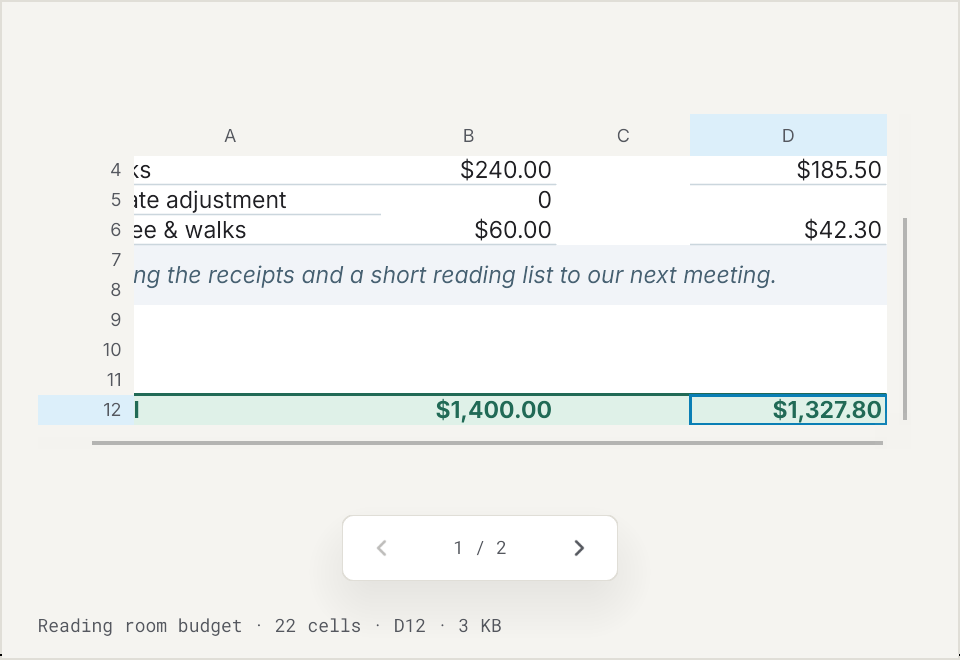 A B C D
4 ks $240.00 $185.50
5 ate adjustment 0
6 ee & walks $60.00 $42.30
7
ng the receipts and a short reading list to our next meeting.
8
9
10
11
12 $1,400.00 $1,327.80
1 / 2
Reading room budget · 22 cells · D12 · 3 KB